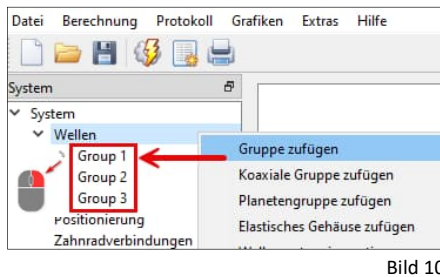 Datei Berechnung Protokoll Grafiken Extras Hilfe
System
System
Wellen
Group 1
Group 2
Group 3
Positionierung
Zahnradverbindungen
Gruppe zufügen
Koaxiale Gruppe zufügen
Planetengruppe zufügen
Elastisches Gehäuse zufügen
Bild 10